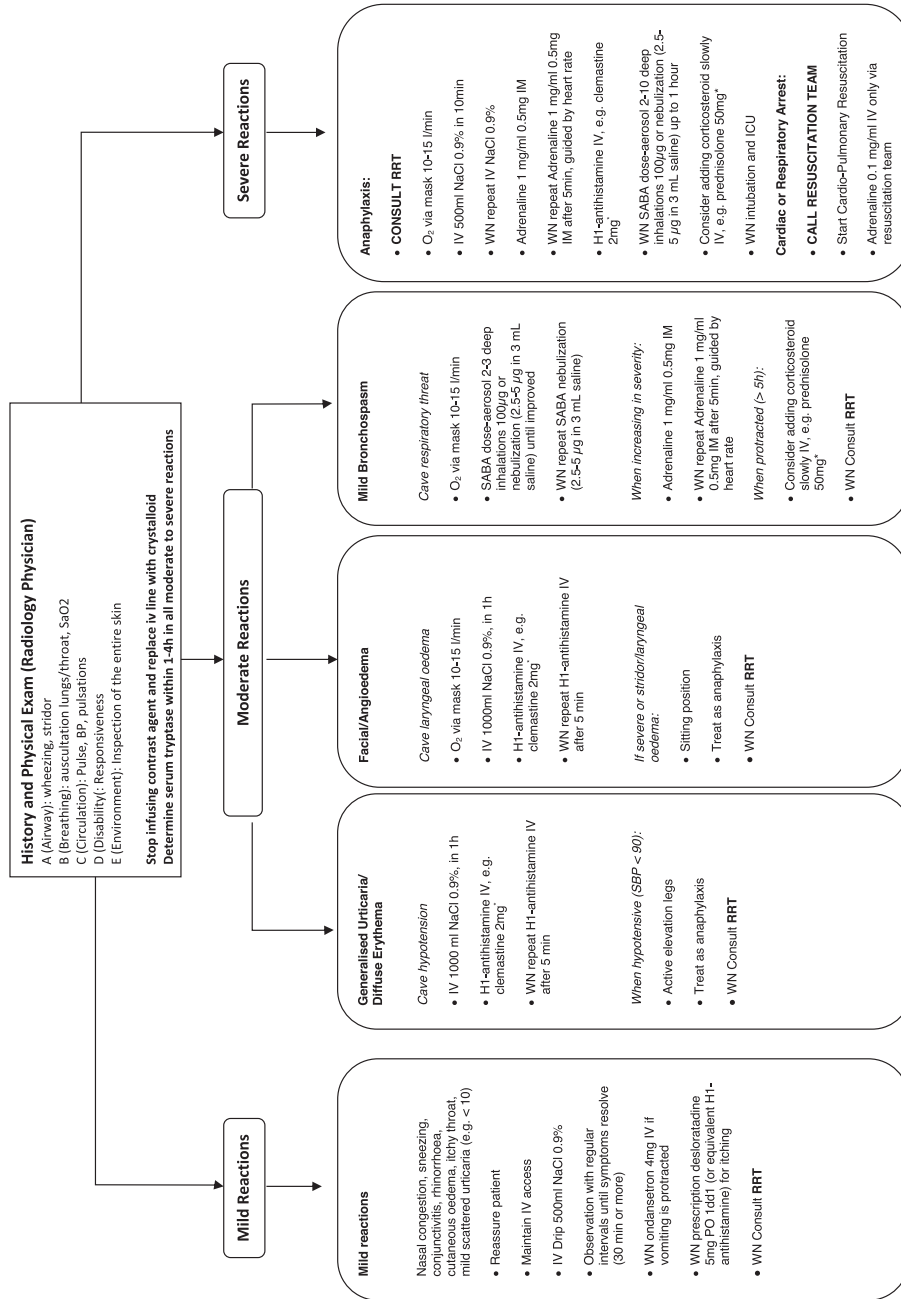 History and Physical Exam (Radiology Physician)
A (Airway): wheezing, stridor
B (Breathing): auscultation lungs/throat, SaO2
C (Circulation): Pulse, BP, pulsations
D (Disability(: Responsiveness
E (Environment): Inspection of the entire skin
Stop infusing contrast agent and replace iv line with crystalloid
Determine serum tryptase within 1-4h in all moderate to severe reactions
Mild Reactions
Moderate Reactions
Severe Reactions
Mild reactions
Nasal congestion, sneezing,
conjunctivitis, rhinorrhoea,
cutaneous oedema, itchy throat,
mild scattered urticaria (e.g. < 10)
• Reassure patient
• Maintain IV access
• IV Drip 500ml NaCl 0.9%
• Observation with regular
intervals until symptoms resolve
(30 min or more)
• WN ondansetron 4mg IV if
vomiting is protracted
• WN prescription desloratadine
5mg PO 1dd1 (or equivalent H1-
antihistamine) for itching
• WN Consult RRT
Generalised Urticaria/
Diffuse Erythema
Cave hypotension
• IV 1000 ml NaCl 0.9%, in 1h
• H1-antihistamine IV, e.g.
clemastine 2mg*
• WN repeat H1-antihistamine IV
after 5 min
When hypotensive (SBP < 90):
• Active elevation legs
• Treat as anaphylaxis
• WN Consult RRT
Facial/Angioedema
Cave laryngeal oedema
• O₂ via mask 10-15 l/min
• IV 1000ml NaCl 0.9%, in 1h
• H1-antihistamine IV, e.g.
clemastine 2mg*
• WN repeat H1-antihistamine IV
after 5 min
If severe or stridor/laryngeal
oedema:
• Sitting position
• Treat as anaphylaxis
• WN Consult RRT
Mild Bronchospasm
Cave respiratory threat
• O₂ via mask 10-15 l/min
• SABA dose-aerosol 2-3 deep
inhalations 100µg or
nebulization (2.5-5 µg in 3 mL
saline) until improved
• WN repeat SABA nebulization
(2.5-5 µg in 3 mL saline)
When increasing in severity:
• Adrenaline 1 mg/ml 0.5mg IM
• WN repeat Adrenaline 1 mg/ml
0.5mg IM after 5min, guided by
heart rate
When protracted (> 5h):
• Consider adding corticosteroid
slowly IV, e.g. prednisolone
50mg*
• WN Consult RRT
Anaphylaxis:
• CONSULT RRT
• O₂ via mask 10-15 l/min
• IV 500ml NaCl 0.9% in 10min
• WN repeat IV NaCl 0.9%
• Adrenaline 1 mg/ml 0.5mg IM
• WN repeat Adrenaline 1 mg/ml 0.5mg
IM after 5min, guided by heart rate
• H1-antihistamine IV, e.g. clemastine
2mg*
• WN SABA dose-aerosol 2-10 deep
inhalations 100µg or nebulization (2.5-
5 µg in 3 mL saline) up to 1 hour
• Consider adding corticosteroid slowly
IV, e.g. prednisolone 50mg*
• WN intubation and ICU
Cardiac or Respiratory Arrest:
• CALL RESUSCITATION TEAM
• Start Cardio-Pulmonary Resuscitation
• Adrenaline 0.1 mg/ml IV only via
resuscitation team